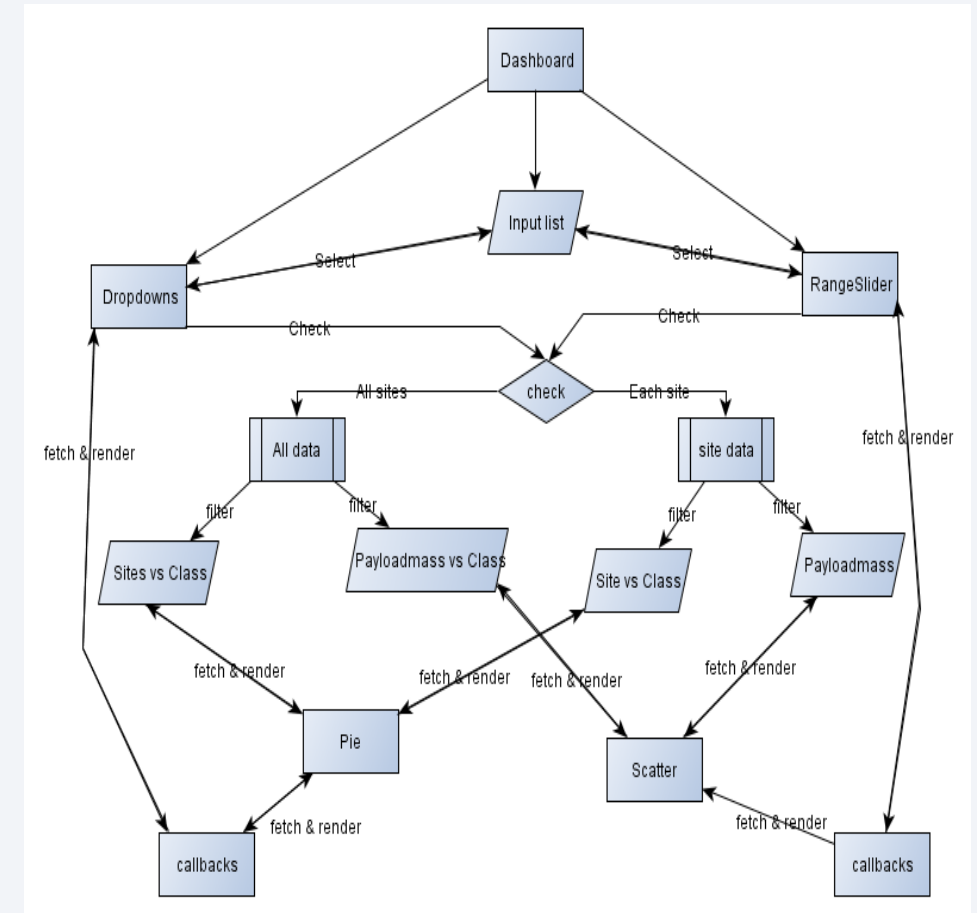 Dashboard
Input list
Select
Select
Dropdowns
RangeSlider
Check
Check
check
All sites
Each site
fetch & render
fetch & render
All data
site data
filter
filter
filter
filter
Sites vs Class
Payloadmass vs Class
Site vs Class
Payloadmass
fetch & render
fetch & render
fetch & render
fetch & render
Pie
Scatter
fetch & render
fetch & render
callbacks
callbacks